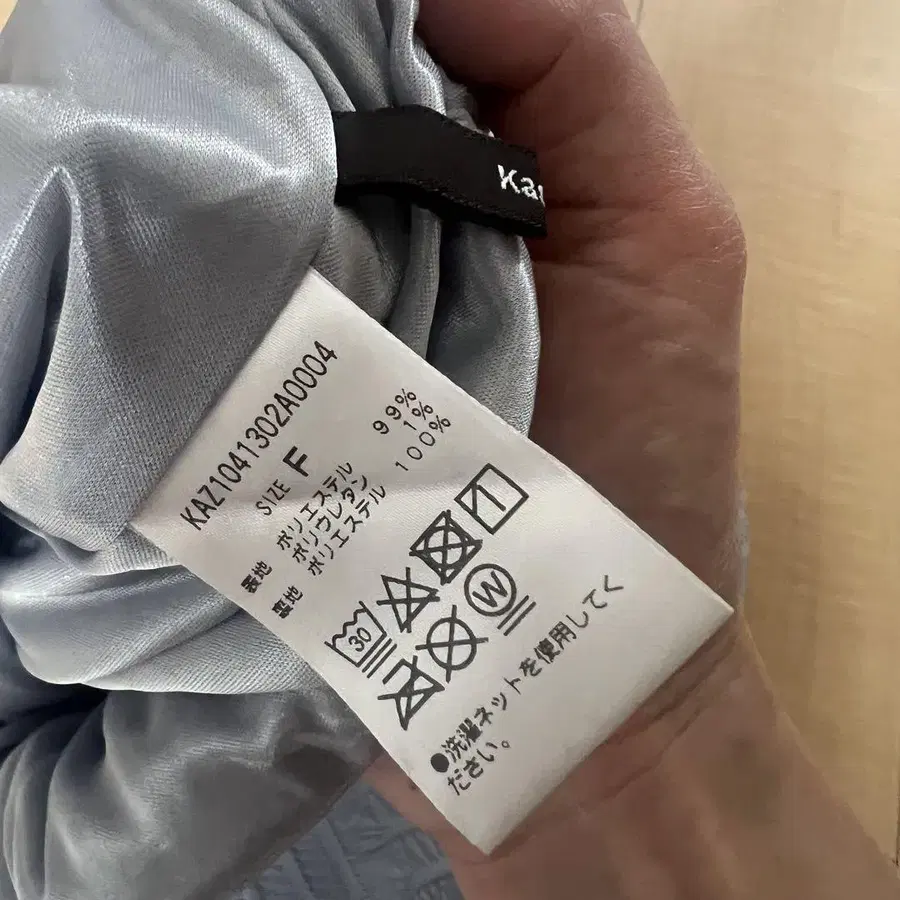 Ka
KAZ1041302A0004
SIZE F
表地 ポリエステル 99%
ポリウレタン 1%
裏地 ポリエステル 100%
30
W
●洗濯ネットを使用してく
ださい。